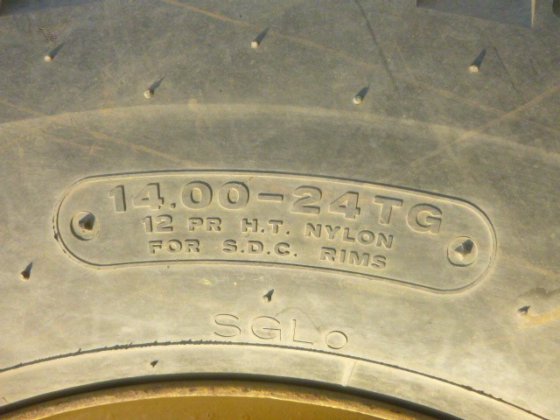 14.00-24TG
12 PR H.T. NYLON
FOR S.D.C. RIMS
SGLo